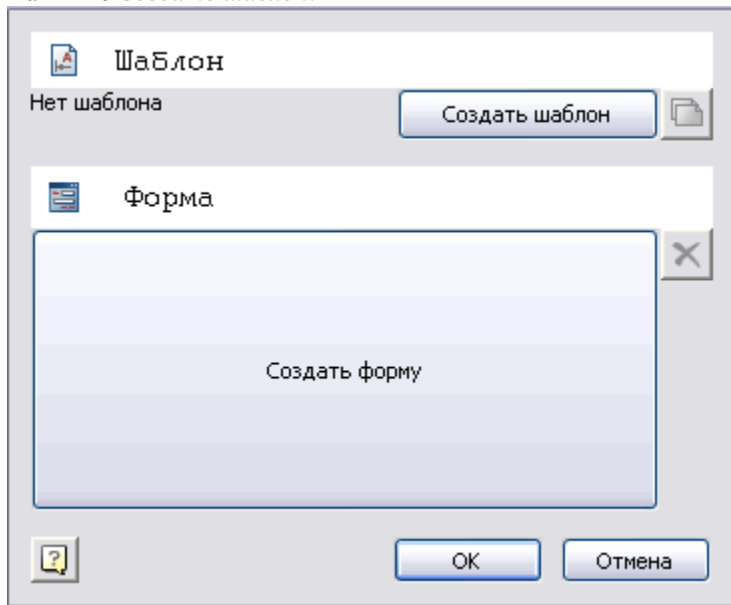 Шаблон
Нет шаблона
Создать шаблон
Форма
Создать форму
OK
Отмена